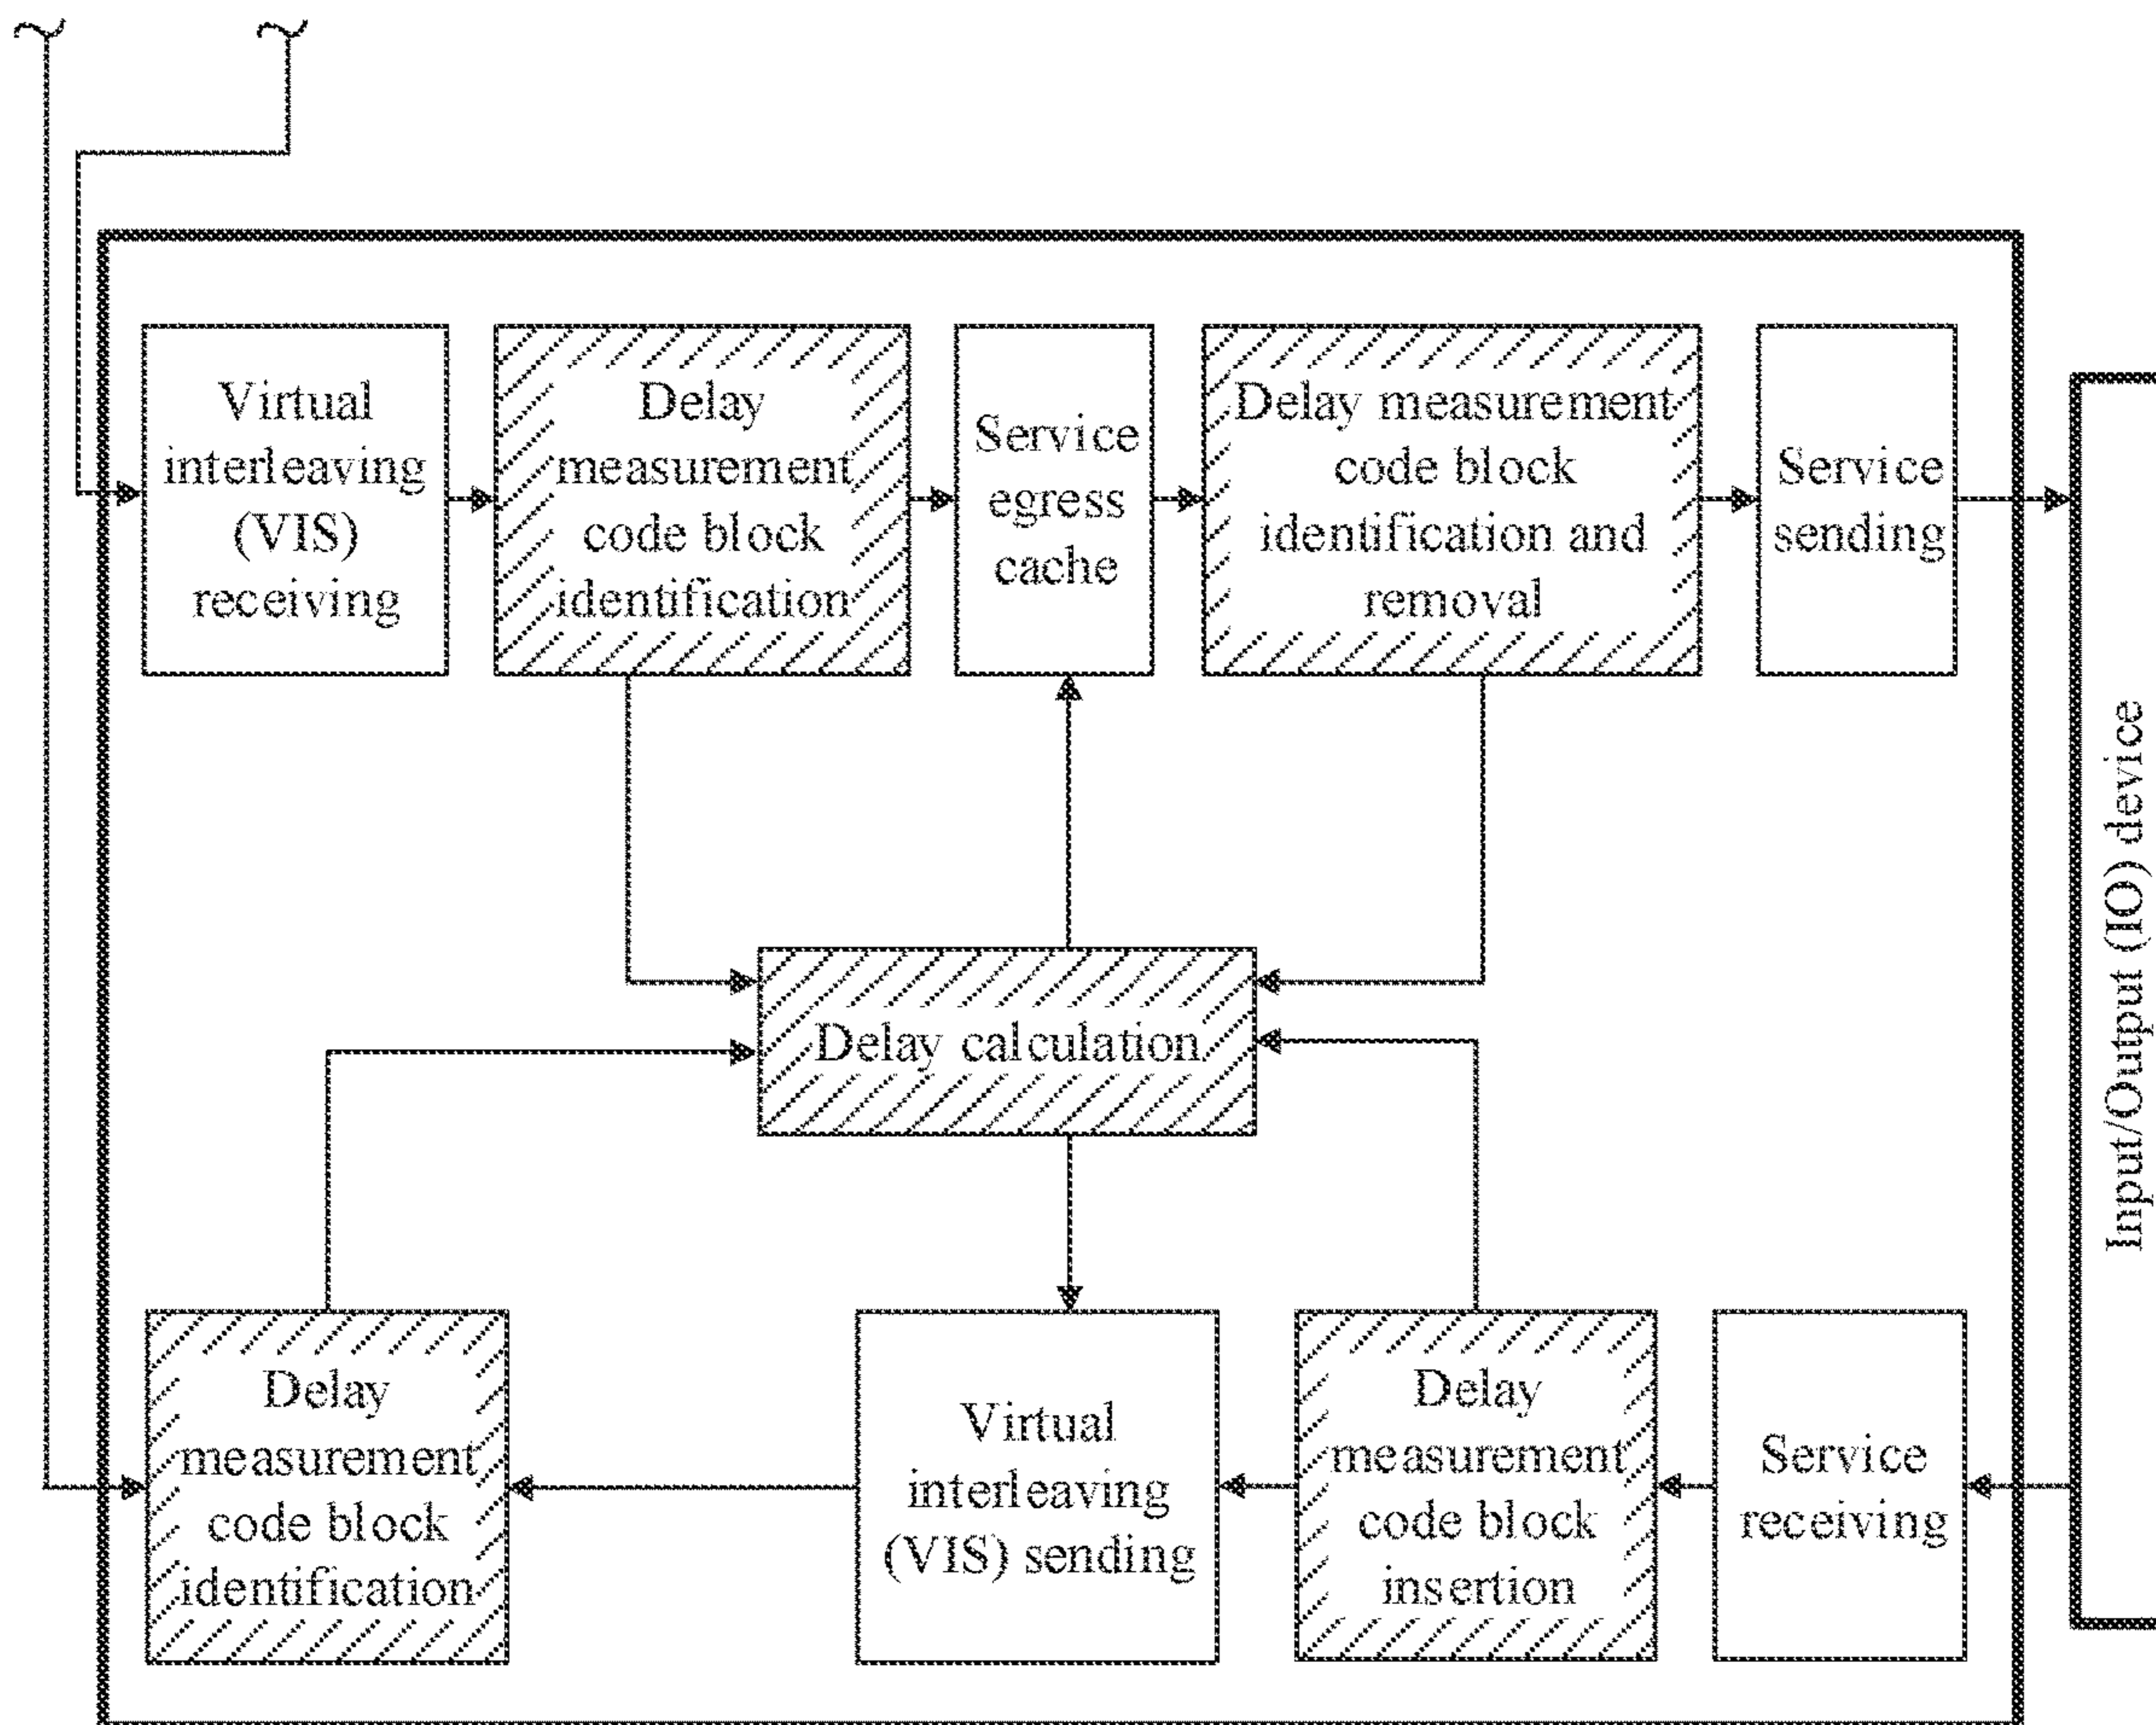 Virtual
interleaving
(VIS)
receiving
Delay
measurement
code block
identification
Service
egress
cache
Delay measurement
code block
identification and
removal
Service
sending
Input/Output (IO) device
Delay calculation
Delay
measurement
code block
identification
Virtual
interleaving
(VIS) sending
Delay
measurement
code block
insertion
Service
receiving